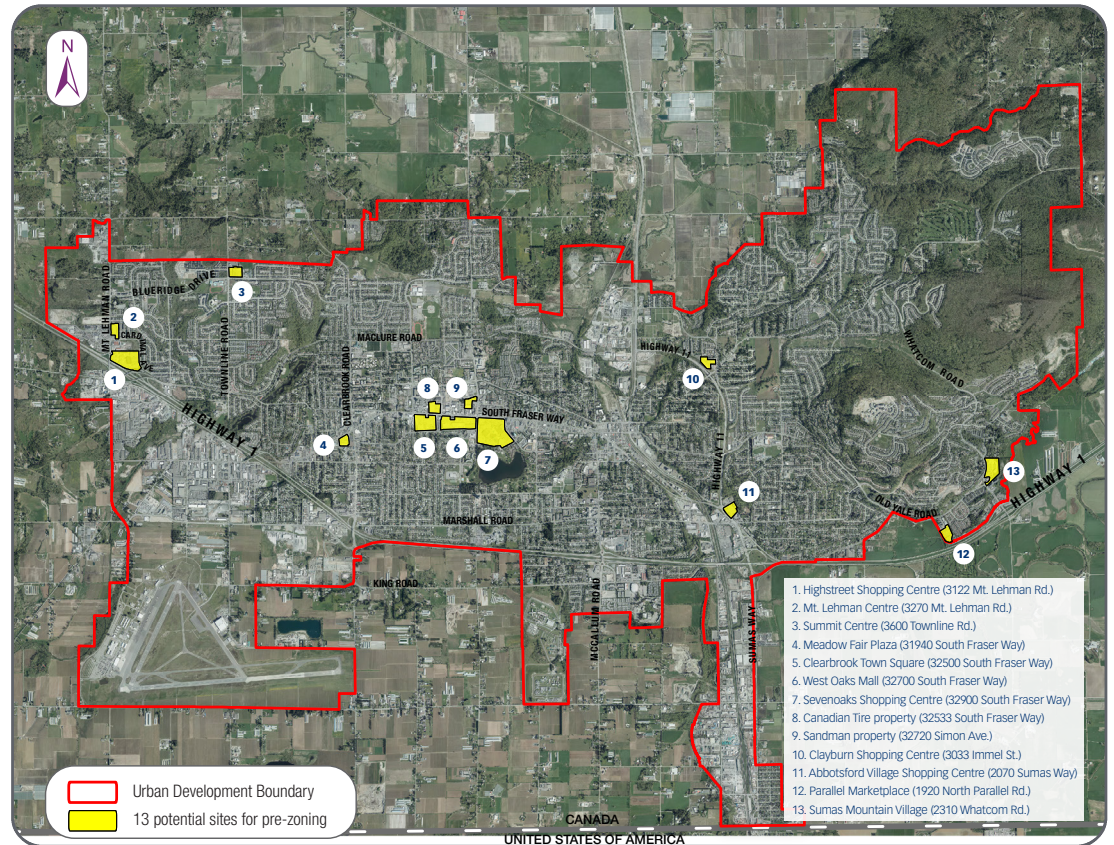 N
MT LEHMAN ROAD
BLUERIDGE DRIVE
3
2
CARDINAL AVE
1
TOWNLINE ROAD
HIGHWAY 1
MACLURE ROAD
CLEARBROOK ROAD
4
8
9
SOUTH FRASER WAY
5
6
7
MARSHALL ROAD
KING ROAD
MCCALLUM ROAD
HIGHWAY 11
10
HIGHWAY 11
11
WHATCOM ROAD
OLD YALE ROAD
13
HIGHWAY 1
12
SUMAS WAY
1. Highstreet Shopping Centre (3122 Mt. Lehman Rd.)
2. Mt. Lehman Centre (3270 Mt. Lehman Rd.)
3. Summit Centre (3600 Townline Rd.)
4. Meadow Fair Plaza (31940 South Fraser Way)
5. Clearbrook Town Square (32500 South Fraser Way)
6. West Oaks Mall (32700 South Fraser Way)
7. Sevenoaks Shopping Centre (32900 South Fraser Way)
8. Canadian Tire property (32533 South Fraser Way)
9. Sandman property (32720 Simon Ave.)
10. Clayburn Shopping Centre (3033 Immel St.)
11. Abbotsford Village Shopping Centre (2070 Sumas Way)
12. Parallel Marketplace (1920 North Parallel Rd.)
13. Sumas Mountain Village (2310 Whatcom Rd.)
Urban Development Boundary
13 potential sites for pre-zoning
CANADA
UNITED STATES OF AMERICA